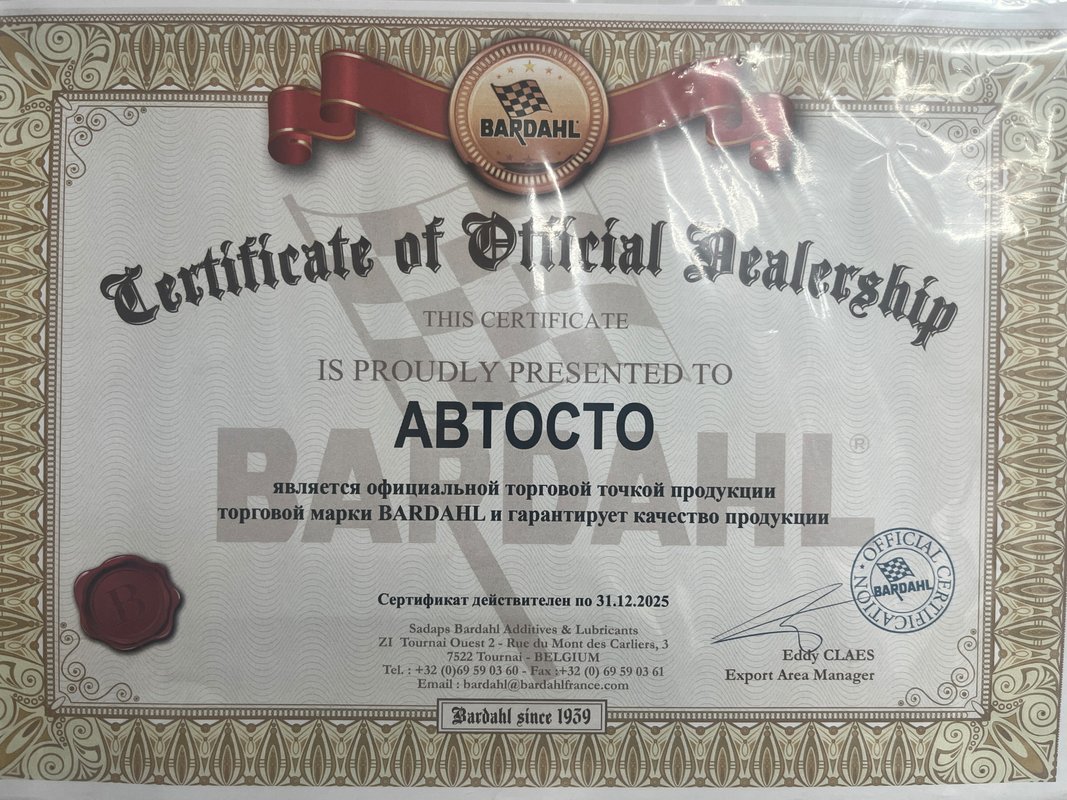 BARDAHL
Certificate of Official Dealership
THIS CERTIFICATE
IS PROUDLY PRESENTED TO
АВТОСТО
BARDAHL®
является официальной торговой точкой продукции
торговой марки BARDAHL и гарантирует качество продукции
B
Сертификат действителен по 31.12.2025
Sadaps Bardahl Additives & Lubricants
ZI Tournai Ouest 2 - Rue du Mont des Carliers, 3
7522 Tournai - BELGIUM
Tel. : +32 (0)69 59 03 60 - Fax :+32 (0) 69 59 03 61
Email : bardahl@bardahlfrance.com
OFFICIAL CERTIFICATION
BARDAHL
Eddy CLAES
Export Area Manager
Bardahl since 1939